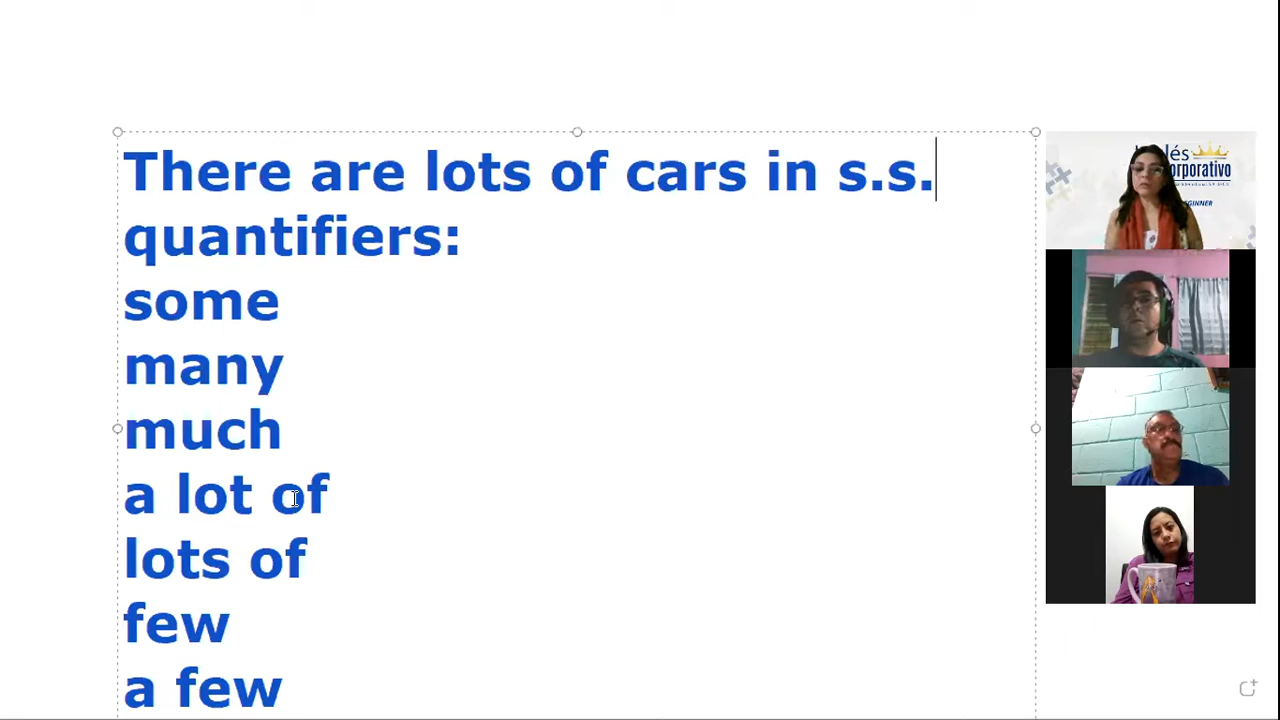 There are lots of cars in s.s.
quantifiers:
some
many
much
a lot of
lots of
few
a few